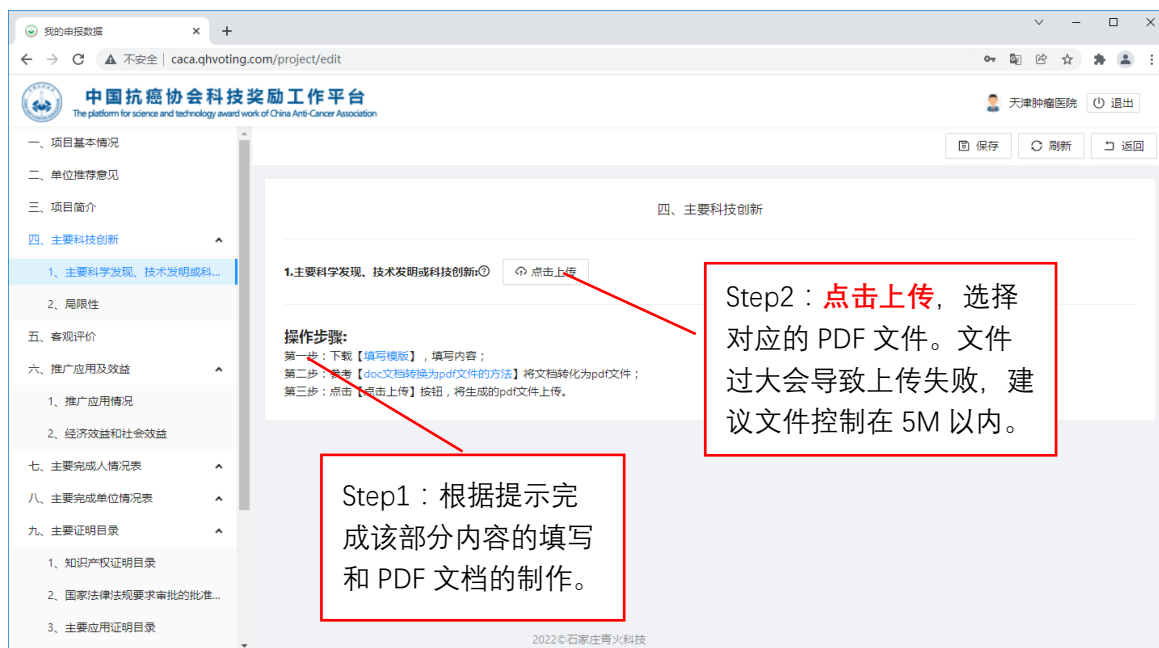 我的申报数据
不安全 | caca.qhvoting.com/project/edit
中国抗癌协会科技奖励工作平台
The platform for science and technology award work of China Anti-Cancer Association
天津肿瘤医院
退出
保存
刷新
返回
一、项目基本情况
二、单位推荐意见
三、项目简介
四、主要科技创新
1、主要科学发现、技术发明或科...
2、局限性
五、客观评价
六、推广应用及效益
1、推广应用情况
2、经济效益和社会效益
七、主要完成人情况表
八、主要完成单位情况表
九、主要证明目录
1、知识产权证明目录
2、国家法律法规要求审批的批准...
3、主要应用证明目录
四、主要科技创新
1.主要科学发现、技术发明或科技创新:
点击上传
操作步骤:
第一步：下载【填写模版】，填写内容；
第二步：参考【doc文档转换为pdf文件的方法】将文档转化为pdf文件；
第三步：点击【点击上传】按钮，将生成的pdf文件上传。
Step2：点击上传，选择
对应的 PDF 文件。文件
过大会导致上传失败，建
议文件控制在 5M 以内。
Step1：根据提示完
成该部分内容的填写
和 PDF 文档的制作。
2022©石家庄青火科技